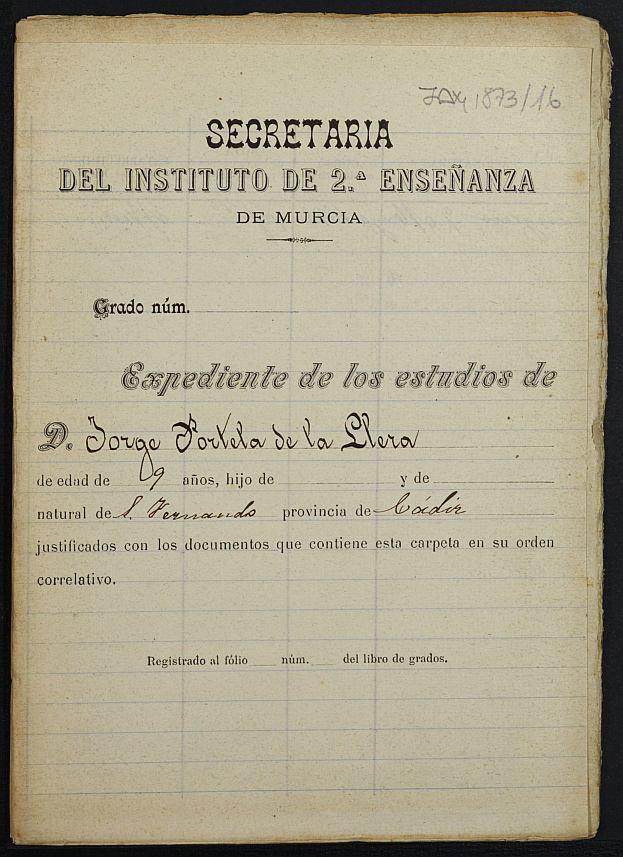 1873/16
SECRETARIA
DEL INSTITUTO DE 2.ª ENSEÑANZA
DE MURCIA
Grado núm.
Expediente de los estudios de
D. Jorge Portela de la Llera
de edad de 9 años, hijo de y de
natural de S. Fernando provincia de Cádiz
justificados con los documentos que contiene esta carpeta en su orden
correlativo.
Registrado al fólio núm. del libro de grados.